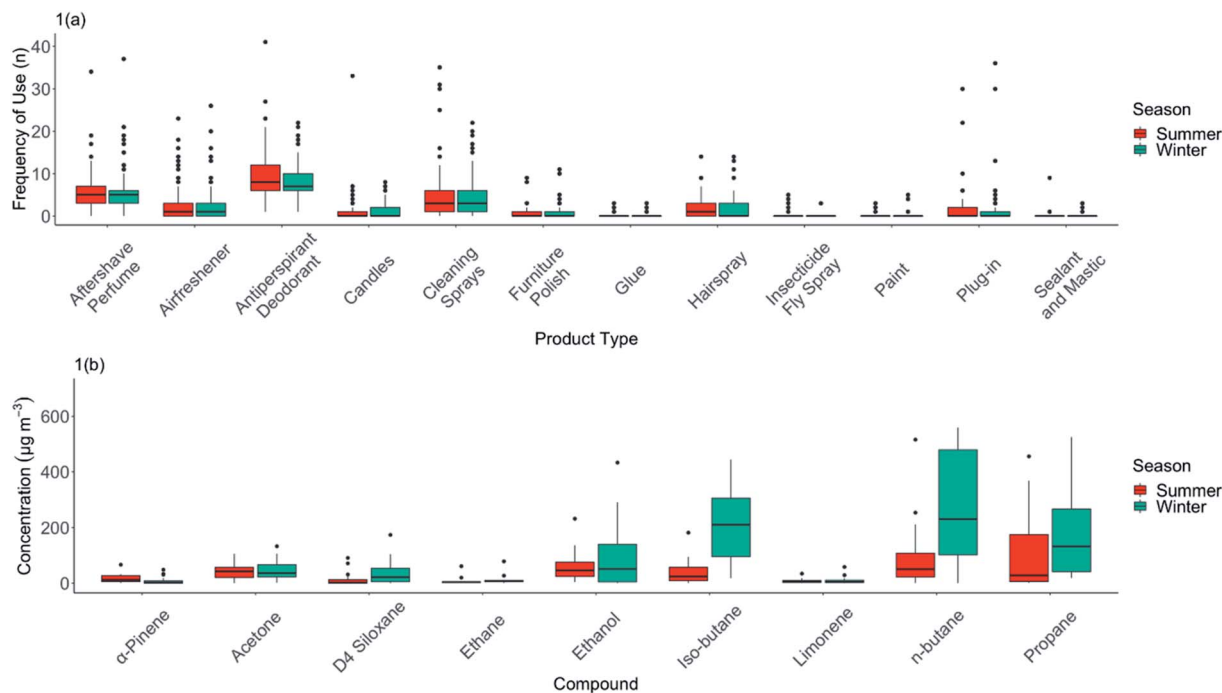 1(a)
Frequency of Use (n)
40
30
20
10
0
Aftershave
Perfume
Airfreshener
Antiperspirant
Deodorant
Candles
Cleaning
Sprays
Furniture
Polish
Glue
Hairspray
Insecticide
Fly Spray
Paint
Plug-in
Sealant
and Mastic
Product Type
Season
Summer
Winter
1(b)
Concentration (µg m⁻³)
600
400
200
0
α-Pinene
Acetone
D4 Siloxane
Ethane
Ethanol
Iso-butane
Limonene
n-butane
Propane
Compound
Season
Summer
Winter